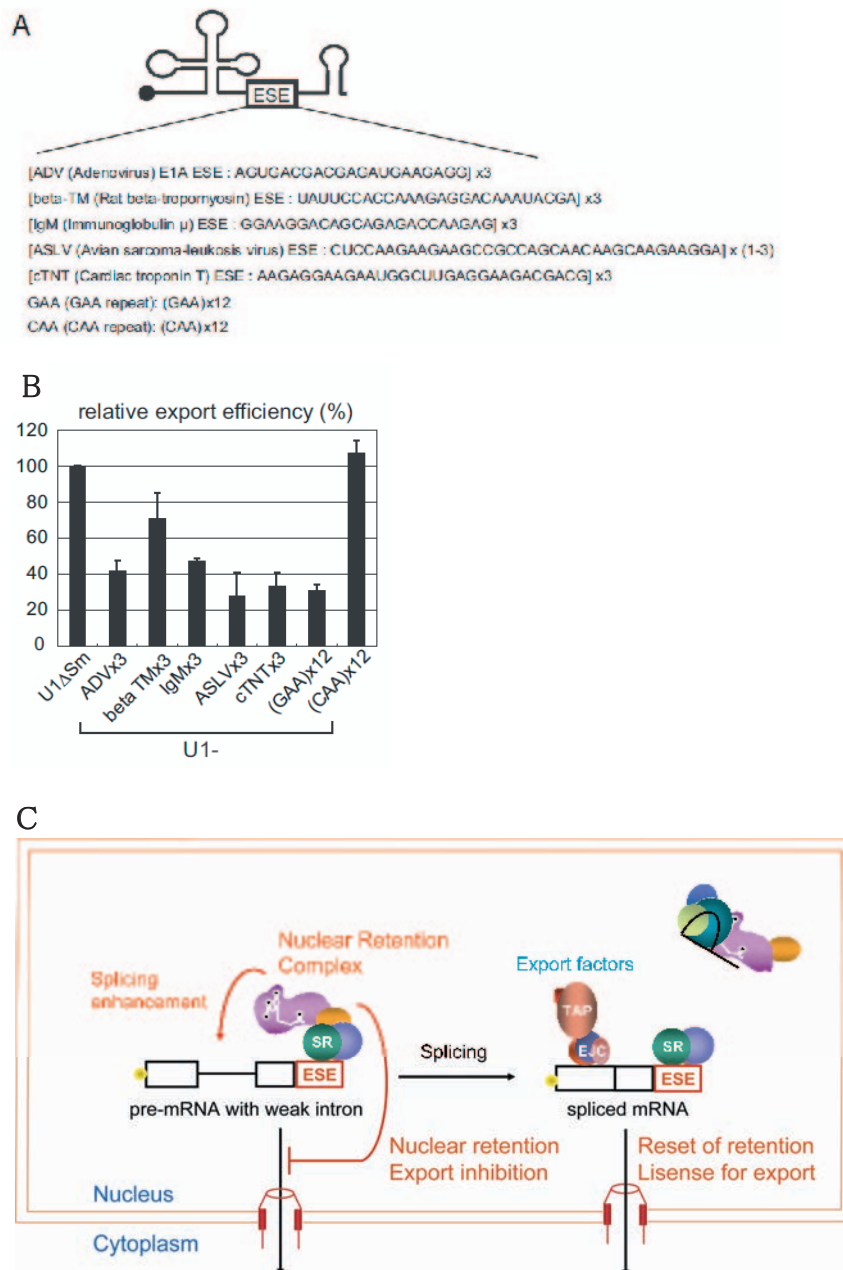 A
ESE
[ADV (Adenovirus) E1A ESE : AGUGACGACGAGAUGAAGAGG] x3
[beta-TM (Rat beta-tropomyosin) ESE : UAUUCCACCAAAGAGGACAAAUACGA] x3
[IgM (Immunoglobulin μ) ESE : GGAAGGACAGCAGAGACCAAGAG] x3
[ASLV (Avian sarcoma-leukosis virus) ESE : CUCCAAGAAGAAGCCGCCAGCAACAAGCAAGAAGGA] x (1-3)
[cTNT (Cardiac troponin T) ESE : AAGAGGAAGAAUGGCUUGAGGAAGACGACG] x3
GAA (GAA repeat): (GAA)x12
CAA (CAA repeat): (CAA)x12
B
relative export efficiency (%)
120
100
80
60
40
20
0
U1ΔSm
ADVx3
beta TMx3
IgMx3
ASLVx3
cTNTx3
(GAA)x12
(CAA)x12
U1-
C
Nuclear Retention
Complex
Splicing
enhancement
Export factors
TAP
SR
EJC
SR
ESE
Splicing
ESE
pre-mRNA with weak intron
spliced mRNA
Nuclear retention
Export inhibition
Reset of retention
Lisense for export
Nucleus
Cytoplasm